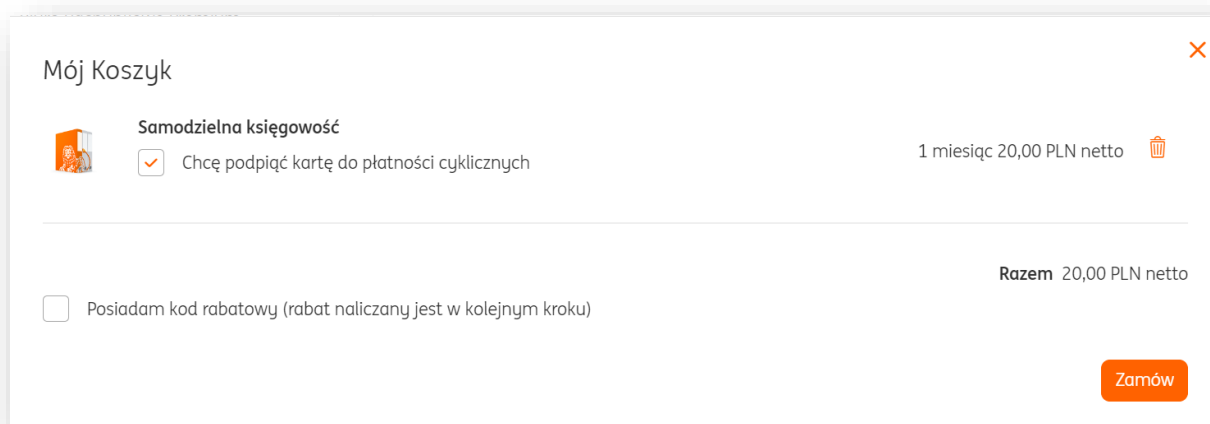 Mój Koszyk
Samodzielna księgowość
Chcę podpiąć kartę do płatności cyklicznych
1 miesiąc 20,00 PLN netto
Razem 20,00 PLN netto
Posiadam kod rabatowy (rabat naliczany jest w kolejnym kroku)
Zamów